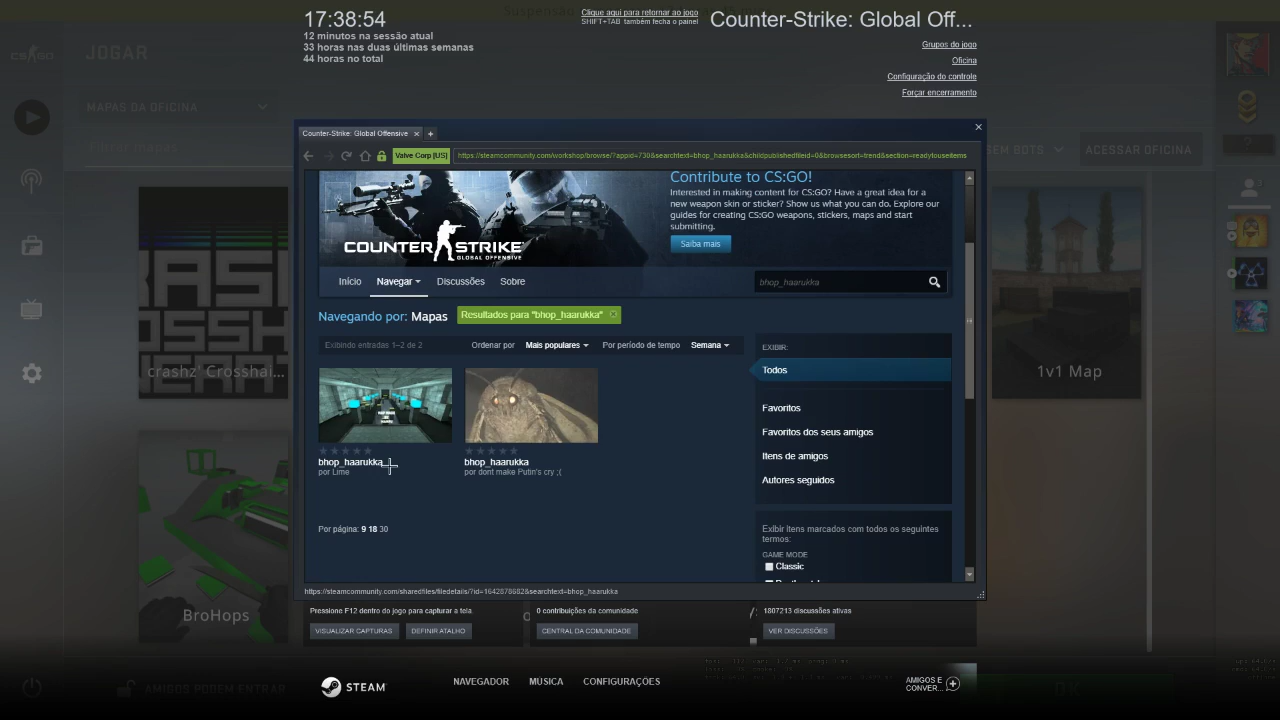 17:38:54
12 minutos na sessão atual
33 horas nas duas últimas semanas
44 horas no total
Clique aqui para retornar ao jogo
SHIFT+TAB também fecha o painel
Counter-Strike: Global Off...
Grupos do jogo
Oficina
Configuração do controle
Forçar encerramento
CS:GO
JOGAR
MAPAS DA OFICINA
Filtrar mapas
SEM BOTS
ACESSAR OFICINA
Counter-Strike: Global Offensive
Valve Corp [US]
https://steamcommunity.com/workshop/browse/?appid=730&searchtext=bhop_haarukka&childpublishedfileid=0&browsesort=trend&section=readytouseitems
Contribute to CS:GO!
Interested in making content for CS:GO? Have a great idea for
a new weapon skin or sticker? Show us what you can do. Explore our
guides for creating CS:GO weapons, stickers, maps and start
submitting.
Saiba mais
COUNTER STRIKE
GLOBAL OFFENSIVE
Início
Navegar
Discussões
Sobre
bhop_haarukka
Navegando por: Mapas
Resultados para "bhop_haarukka"
Exibindo entradas 1–2 de 2
Ordenar por
Mais populares
Por período de tempo
Semana
EXIBIR:
Todos
Favoritos
Favoritos dos seus amigos
Itens de amigos
Autores seguidos
bhop_haarukka
por Lime
bhop_haarukka
por dont make Putin's cry ;(
Por página: 9 18 30
Exibir itens marcados com todos os seguintes
termos:
GAME MODE
Classic
https://steamcommunity.com/sharedfiles/filedetails/?id=1642878682&searchtext=bhop_haarukka
crashz' Crosshai...
1v1 Map
BroHops
Pressione F12 dentro do jogo para capturar a tela.
VISUALIZAR CAPTURAS
DEFINIR ATALHO
0 contribuições da comunidade
CENTRAL DA COMUNIDADE
1807213 discussões ativas
VER DISCUSSÕES
AMIGOS PODEM ENTRAR
STEAM
NAVEGADOR
MÚSICA
CONFIGURAÇÕES
AMIGOS E
CONVER...